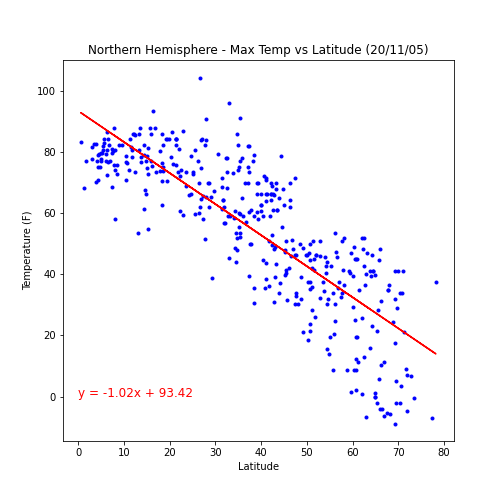 Northern Hemisphere - Max Temp vs Latitude (20/11/05)
100
80
60
40
20
0
Temperature (F)
y = -1.02x + 93.42
0 10 20 30 40 50 60 70 80
Latitude